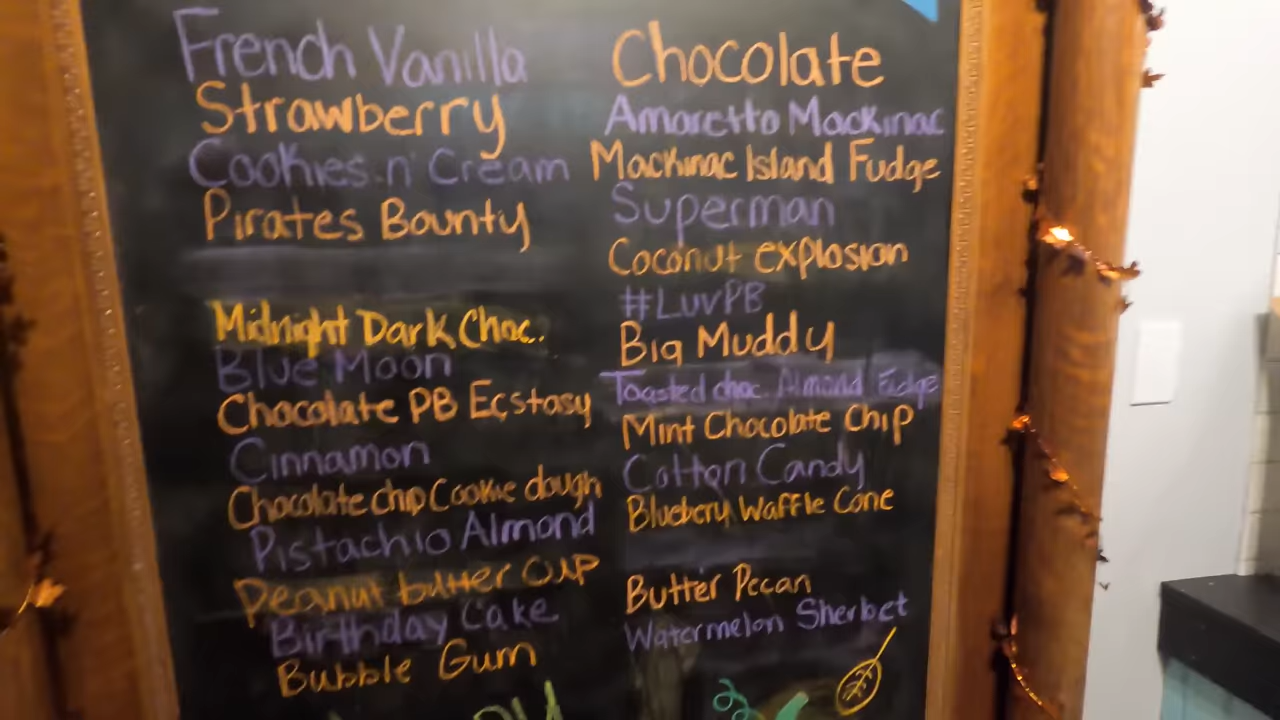 French Vanilla
Strawberry
Cookies n' Cream
Pirates Bounty
Midnight Dark Choc.
Blue Moon
Chocolate PB Ecstasy
Cinnamon
Chocolate chip Cookie dough
Pistachio Almond
Peanut butter cup
Birthday Cake
Bubble Gum
Chocolate
Amaretto Mackinac
Mackinac Island Fudge
Superman
Coconut explosion
#LuvPB
Big Muddy
Toasted choc. Almond Fudge
Mint Chocolate Chip
Cotton Candy
Bluebery Waffle Cone
Butter Pecan
Watermelon Sherbet